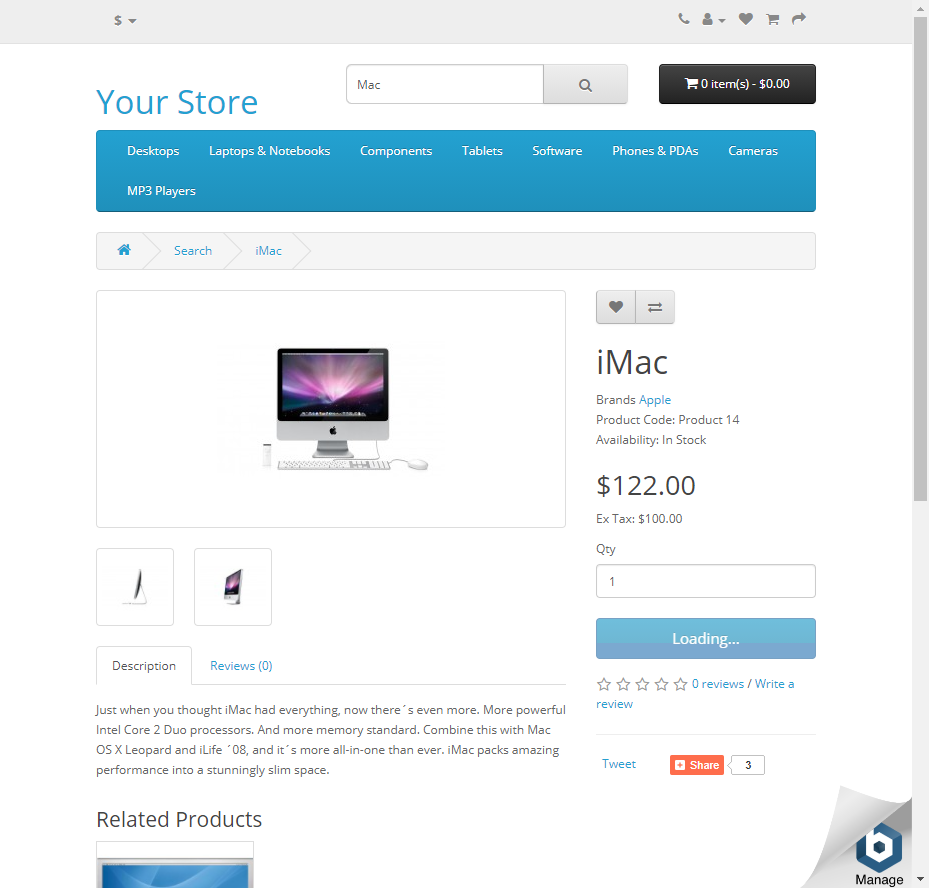 $
Your Store
Mac
0 item(s) - $0.00
Desktops
Laptops & Notebooks
Components
Tablets
Software
Phones & PDAs
Cameras
MP3 Players
Search
iMac
iMac
Brands Apple
Product Code: Product 14
Availability: In Stock
$122.00
Ex Tax: $100.00
Qty
1
Loading...
0 reviews / Write a
review
Tweet
Share
3
Description
Reviews (0)
Just when you thought iMac had everything, now there´s even more. More powerful
Intel Core 2 Duo processors. And more memory standard. Combine this with Mac
OS X Leopard and iLife ´08, and it´s more all-in-one than ever. iMac packs amazing
performance into a stunningly slim space.
Related Products
Manage